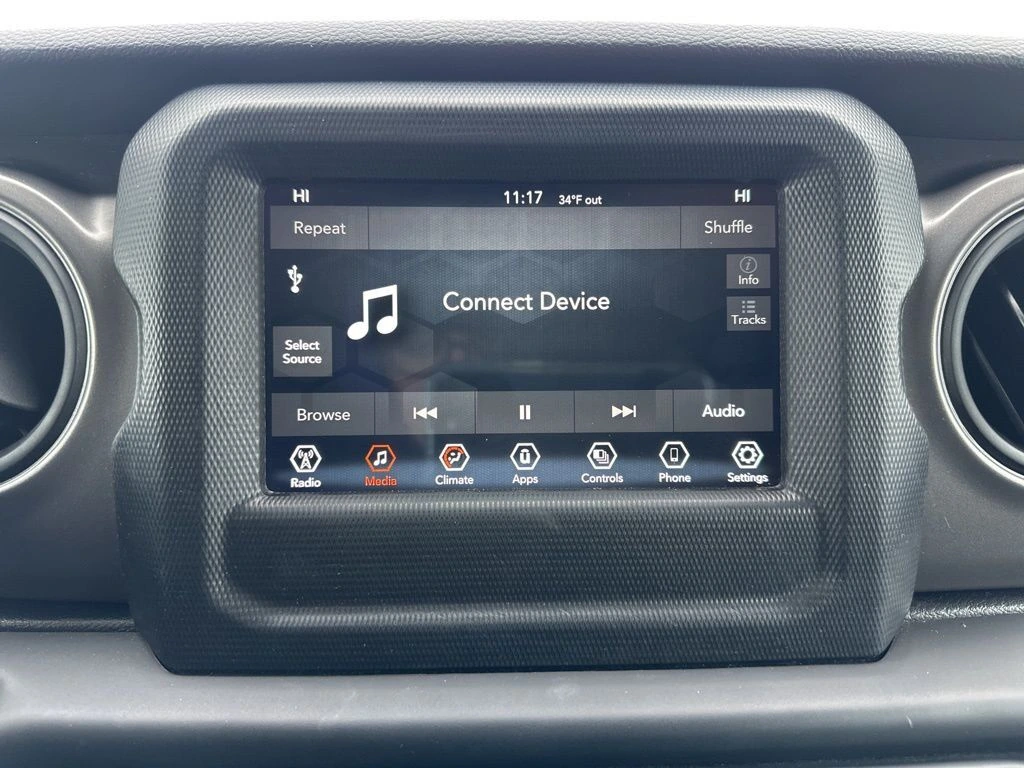 HI 11:17 34°F out HI
Repeat Shuffle
Info
Connect Device
Tracks
Select
Source
Browse Audio
Radio Media Climate Apps Controls Phone Settings